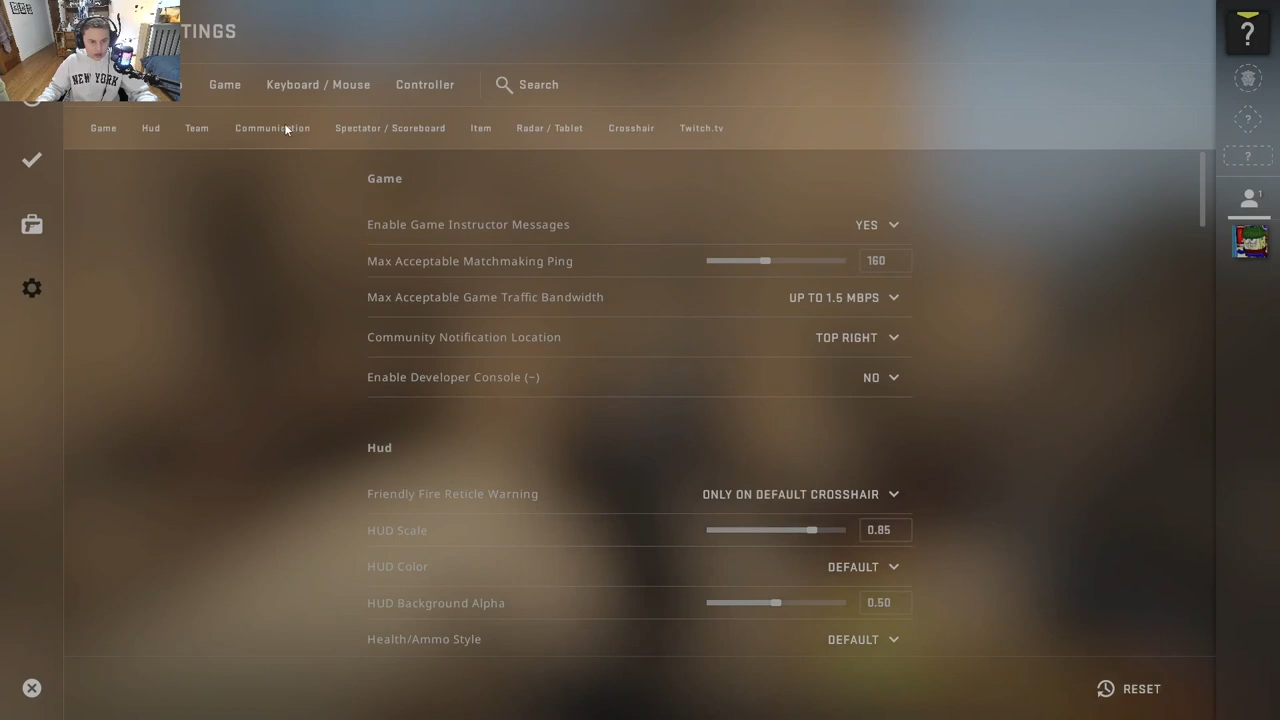 TINGS
Game Keyboard / Mouse Controller Search
Game Hud Team Communication Spectator / Scoreboard Item Radar / Tablet Crosshair Twitch.tv
Game
Enable Game Instructor Messages YES
Max Acceptable Matchmaking Ping 160
Max Acceptable Game Traffic Bandwidth UP TO 1.5 MBPS
Community Notification Location TOP RIGHT
Enable Developer Console (~) NO
Hud
Friendly Fire Reticle Warning ONLY ON DEFAULT CROSSHAIR
HUD Scale 0.85
HUD Color DEFAULT
HUD Background Alpha 0.50
Health/Ammo Style DEFAULT
RESET
NEW YORK
?
?
?
1